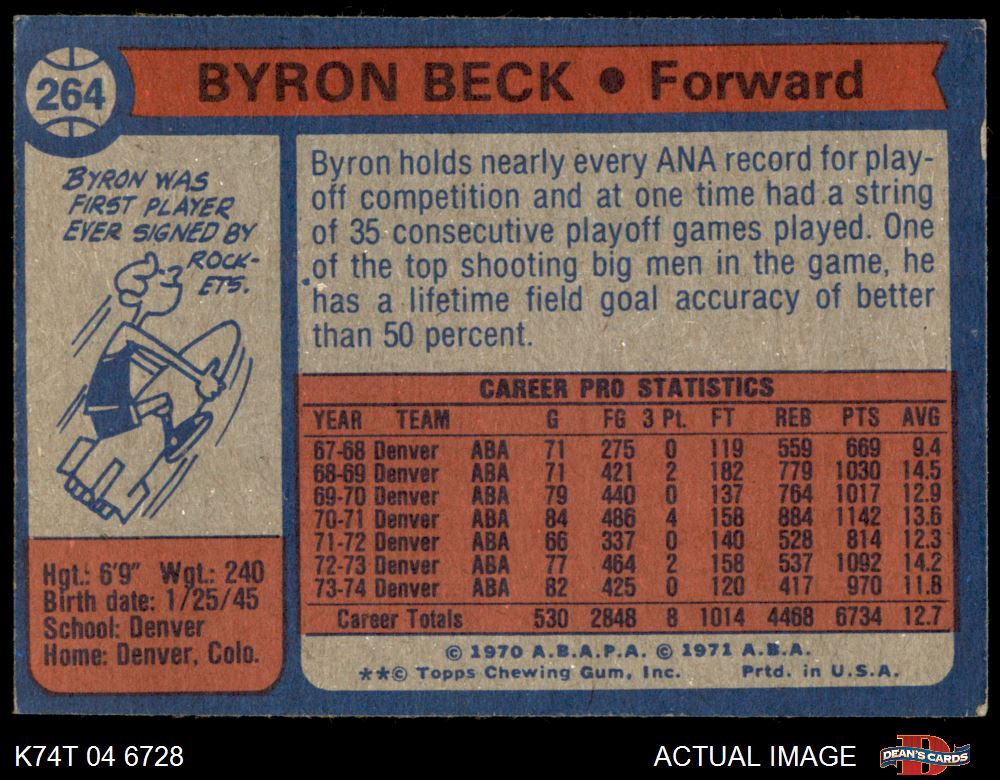 264
BYRON BECK • Forward
BYRON WAS
FIRST PLAYER
EVER SIGNED BY
ROCK-
ETS.
Byron holds nearly every ANA record for play-
off competition and at one time had a string
of 35 consecutive playoff games played. One
of the top shooting big men in the game, he
has a lifetime field goal accuracy of better
than 50 percent.
CAREER PRO STATISTICS
YEAR TEAM G FG 3 Pt. FT REB PTS AVG
67-68 Denver ABA 71 275 0 119 559 669 9.4
68-69 Denver ABA 71 421 2 182 779 1030 14.5
69-70 Denver ABA 79 440 0 137 764 1017 12.9
70-71 Denver ABA 84 486 4 158 884 1142 13.6
71-72 Denver ABA 66 337 0 140 528 814 12.3
72-73 Denver ABA 77 464 2 158 537 1092 14.2
73-74 Denver ABA 82 425 0 120 417 970 11.8
Career Totals 530 2848 8 1014 4468 6734 12.7
Hgt.: 6'9" Wgt.: 240
Birth date: 1/25/45
School: Denver
Home: Denver, Colo.
© 1970 A.B.A.P.A. © 1971 A.B.A.
**© Topps Chewing Gum, Inc. Prtd. in U.S.A.
K74T 04 6728
ACTUAL IMAGE
DEAN'S CARDS